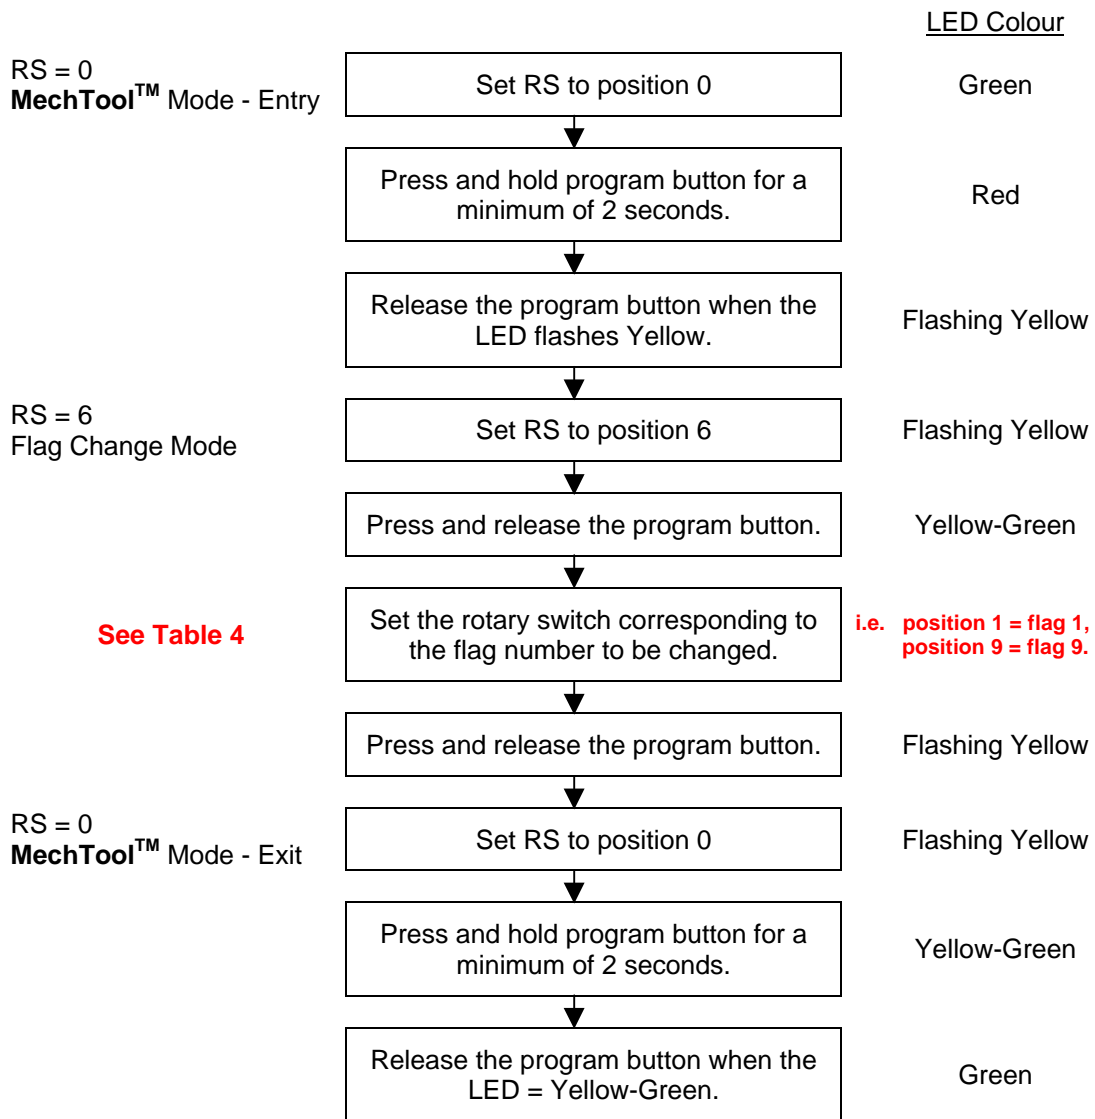 LED Colour
RS = 0
MechTool™ Mode - Entry
Set RS to position 0
Green
Press and hold program button for a
minimum of 2 seconds.
Red
Release the program button when the
LED flashes Yellow.
Flashing Yellow
RS = 6
Flag Change Mode
Set RS to position 6
Flashing Yellow
Press and release the program button.
Yellow-Green
See Table 4
Set the rotary switch corresponding to
the flag number to be changed.
i.e. position 1 = flag 1,
position 9 = flag 9.
Press and release the program button.
Flashing Yellow
RS = 0
MechTool™ Mode - Exit
Set RS to position 0
Flashing Yellow
Press and hold program button for a
minimum of 2 seconds.
Yellow-Green
Release the program button when the
LED = Yellow-Green.
Green